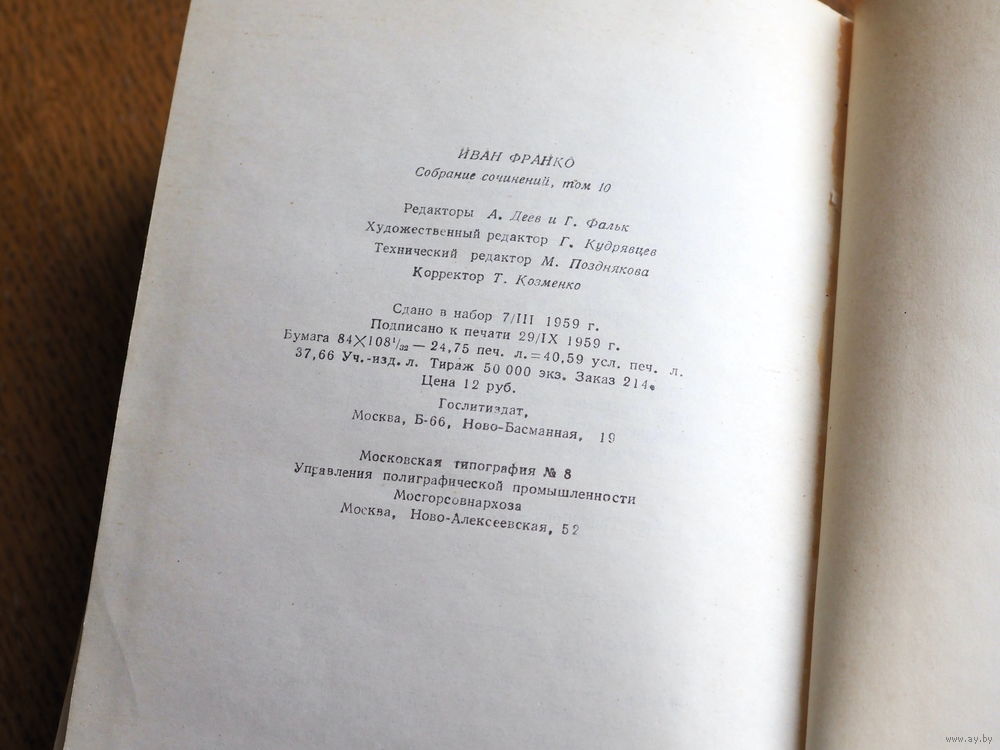 ИВАН ФРАНКО
Собрание сочинений, том 10
Редакторы А. Деев и Г. Фальк
Художественный редактор Г. Кудрявцев
Технический редактор М. Позднякова
Корректор Т. Козменко
Сдано в набор 7/III 1959 г.
Подписано к печати 29/IX 1959 г.
Бумага 84×108¹/₃₂ — 24,75 печ. л. = 40,59 усл. печ. л.
37,66 Уч.-изд. л. Тираж 50 000 экз. Заказ 214.
Цена 12 руб.
Гослитиздат,
Москва, Б-66, Ново-Басманная, 19
Московская типография № 8
Управления полиграфической промышленности
Мосгорсовнархоза
Москва, Ново-Алексеевская, 52
www.ay.by